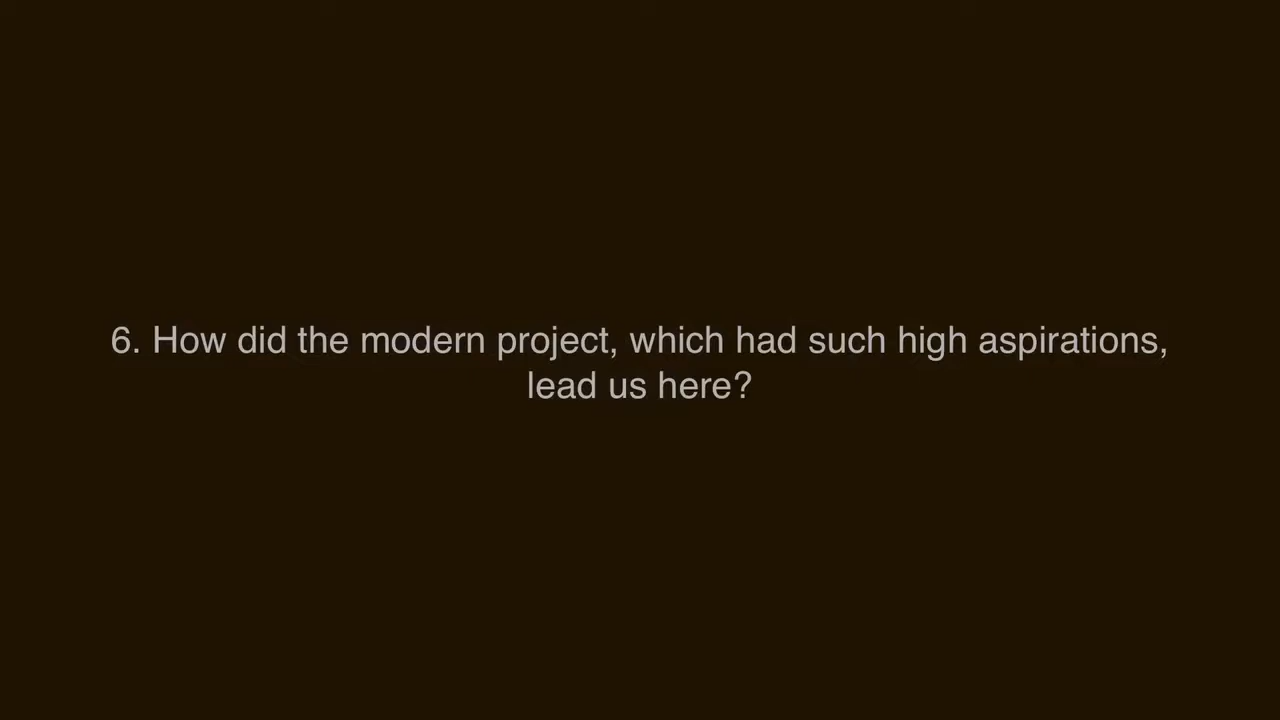 6. How did the modern project, which had such high aspirations,
lead us here?